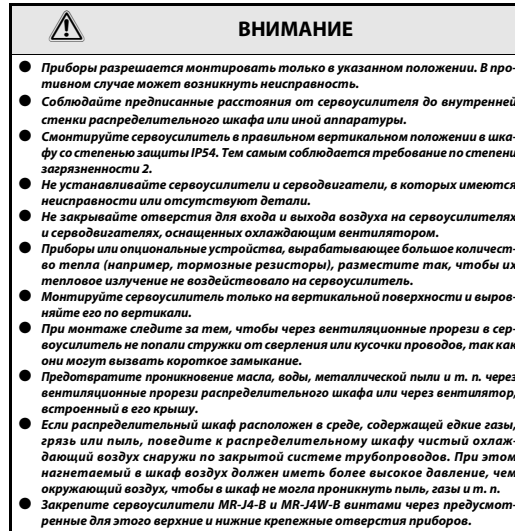 ВНИМАНИЕ
● Приборы разрешается монтировать только в указанном положении. В про-
тивном случае может возникнуть неисправность.
● Соблюдайте предписанные расстояния от сервоусилителя до внутренней
стенки распределительного шкафа или иной аппаратуры.
● Смонтируйте сервоусилитель в правильном вертикальном положении в шка-
фу со степенью защиты IP54. Тем самым соблюдается требование по степени
загрязненности 2.
● Не устанавливайте сервоусилители и серводвигатели, в которых имеются
неисправности или отсутствуют детали.
● Не закрывайте отверстия для входа и выхода воздуха на сервоусилителях
и серводвигателях, оснащенных охлаждающим вентилятором.
● Приборы или опциональные устройства, вырабатывающее большое количест-
во тепла (например, тормозные резисторы), разместите так, чтобы их
тепловое излучение не воздействовало на сервоусилитель.
● Монтируйте сервоусилитель только на вертикальной поверхности и выров-
няйте его по вертикали.
● При монтаже следите за тем, чтобы через вентиляционные прорези в сер-
воусилитель не попали стружки от сверления или кусочки проводов, так как
они могут вызвать короткое замыкание.
● Предотвратите проникновение масла, воды, металлической пыли и т. п. через
вентиляционные прорези распределительного шкафа или через вентилятор,
встроенный в его крышу.
● Если распределительный шкаф расположен в среде, содержащей едкие газы,
грязь или пыль, поведите к распределительному шкафу чистый охлаж-
дающий воздух снаружи по закрытой системе трубопроводов. При этом
нагнетаемый в шкаф воздух должен иметь более высокое давление, чем
окружающий воздух, чтобы в шкаф не могла проникнуть пыль, газы и т. п.
● Закрепите сервоусилители MR-J4-B и MR-J4W-B винтами через предусмот-
ренные для этого верхние и нижние крепежные отверстия приборов.